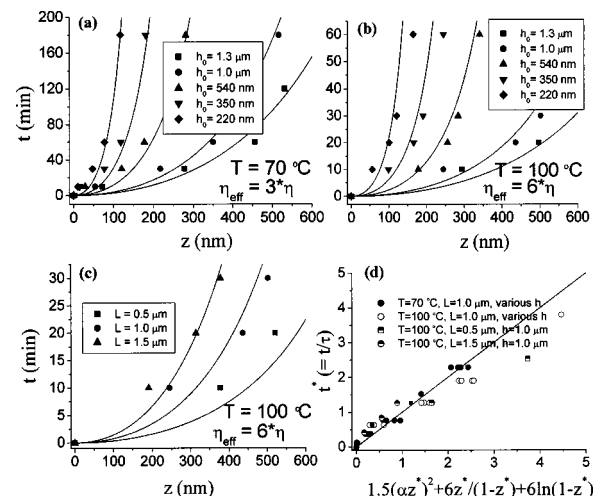 (a)
200
160
120
80
40
0
t (min)
h₀= 1.3 μm
h₀= 1.0 μm
h₀= 540 nm
h₀= 350 nm
h₀= 220 nm
T = 70 °C
η_eff = 3*η
0 100 200 300 400 500 600
z (nm)
(b)
60
50
40
30
20
10
0
t (min)
h₀= 1.3 μm
h₀= 1.0 μm
h₀= 540 nm
h₀= 350 nm
h₀= 220 nm
T = 100 °C
η_eff = 6*η
0 100 200 300 400 500 600
z (nm)
(c)
30
25
20
15
10
5
0
t (min)
L = 0.5 μm
L = 1.0 μm
L = 1.5 μm
T = 100 °C
η_eff = 6*η
0 100 200 300 400 500 600
z (nm)
(d)
5
4
3
2
1
0
t* (= t/τ)
T=70 °C, L=1.0 μm, various h
T=100 °C, L=1.0 μm, various h
T=100 °C, L=0.5 μm, h=1.0 μm
T=100 °C, L=1.5 μm, h=1.0 μm
0 1 2 3 4 5
1.5(αz*)²+6z*/(1-z*)+6ln(1-z*)